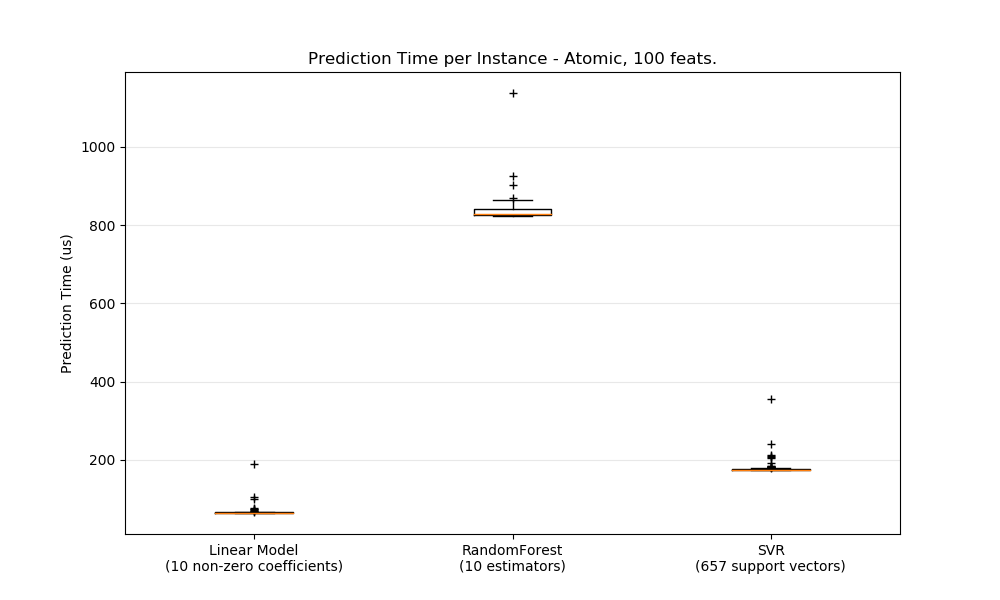 Prediction Time per Instance - Atomic, 100 feats.
Prediction Time (us)
1000
800
600
400
200
Linear Model
(10 non-zero coefficients)
RandomForest
(10 estimators)
SVR
(657 support vectors)